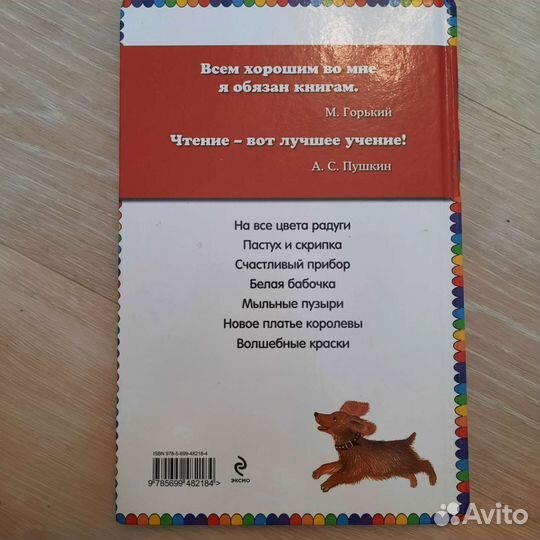 Всем хорошим во мне
я обязан книгам.
М. Горький
Чтение – вот лучшее учение!
А. С. Пушкин
На все цвета радуги
Пастух и скрипка
Счастливый прибор
Белая бабочка
Мыльные пузыри
Новое платье королевы
Волшебные краски
ISBN 978-5-699-48218-4
9 785699 482184 >
ЭКСМО
Avito